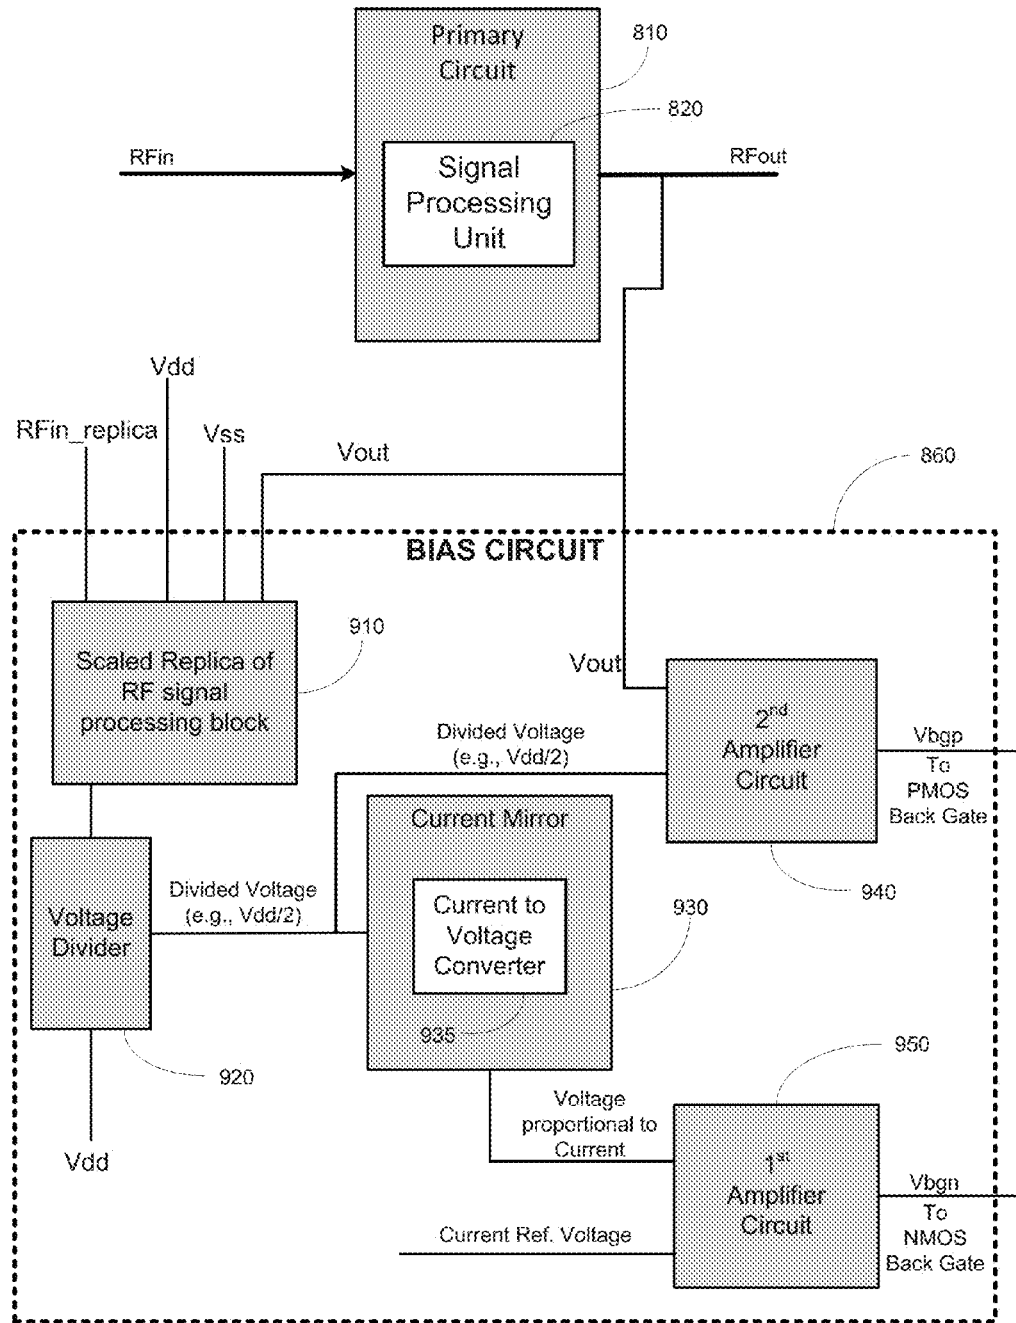 Primary
Circuit
810
820
RFin
Signal
Processing
Unit
RFout
Vdd
RFin_replica
Vss
Vout
860
BIAS CIRCUIT
910
Scaled Replica of
RF signal
processing block
Vout
2nd
Amplifier
Circuit
Divided Voltage
(e.g., Vdd/2)
Vbgp
To
PMOS
Back Gate
Current Mirror
940
Divided Voltage
(e.g., Vdd/2)
Voltage
Divider
Current to
Voltage
Converter
930
935
920
950
Voltage
proportional to
Current
Vdd
1st
Amplifier
Circuit
Vbgn
To
NMOS
Back Gate
Current Ref. Voltage